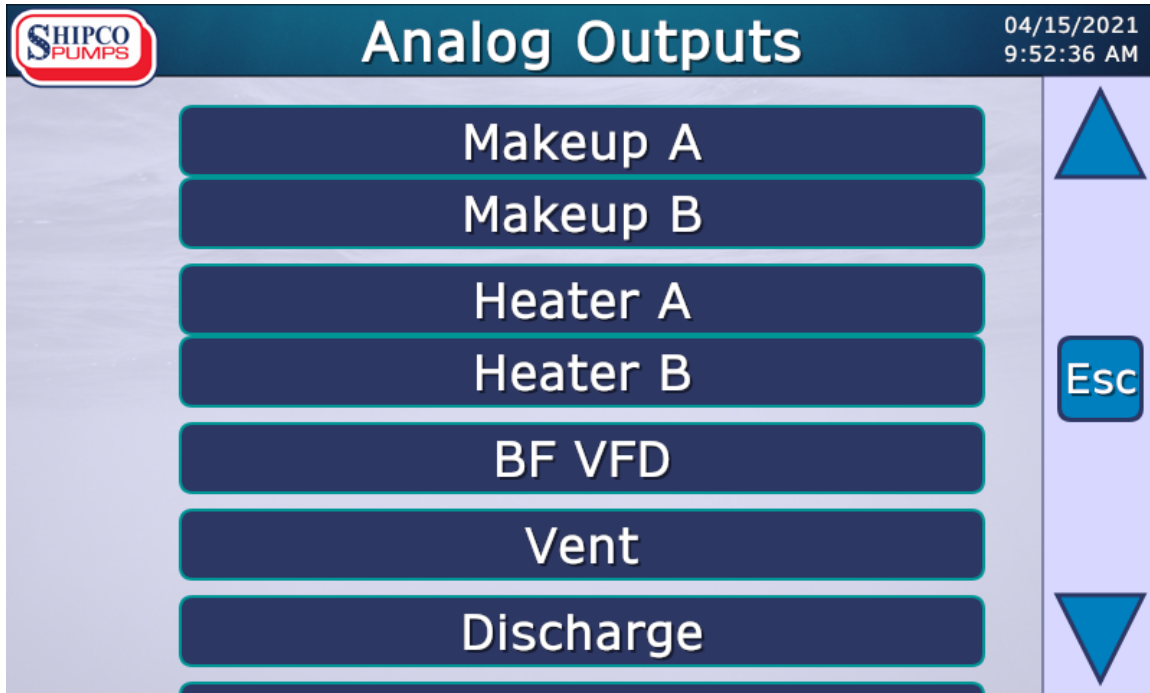 SHIPCO
PUMPS
Analog Outputs
04/15/2021
9:52:36 AM
Makeup A
Makeup B
Heater A
Heater B
Esc
BF VFD
Vent
Discharge